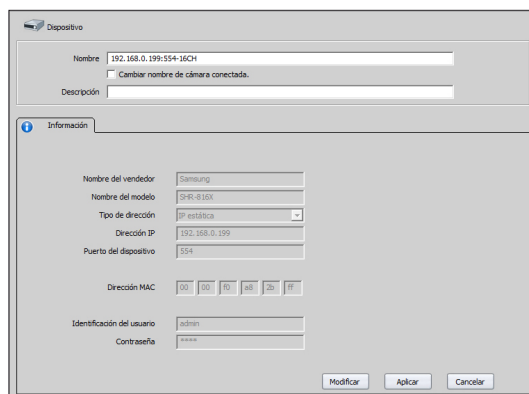 Dispositivo
Nombre 192.168.0.199:554-16CH
Cambiar nombre de cámara conectada.
Descripción
Información
Nombre del vendedor Samsung
Nombre del modelo SHR-816X
Tipo de dirección IP estática
Dirección IP 192.168.0.199
Puerto del dispositivo 554
Dirección MAC 00 00 f0 a8 2b ff
Identificación del usuario admin
Contraseña ****
Modificar Aplicar Cancelar